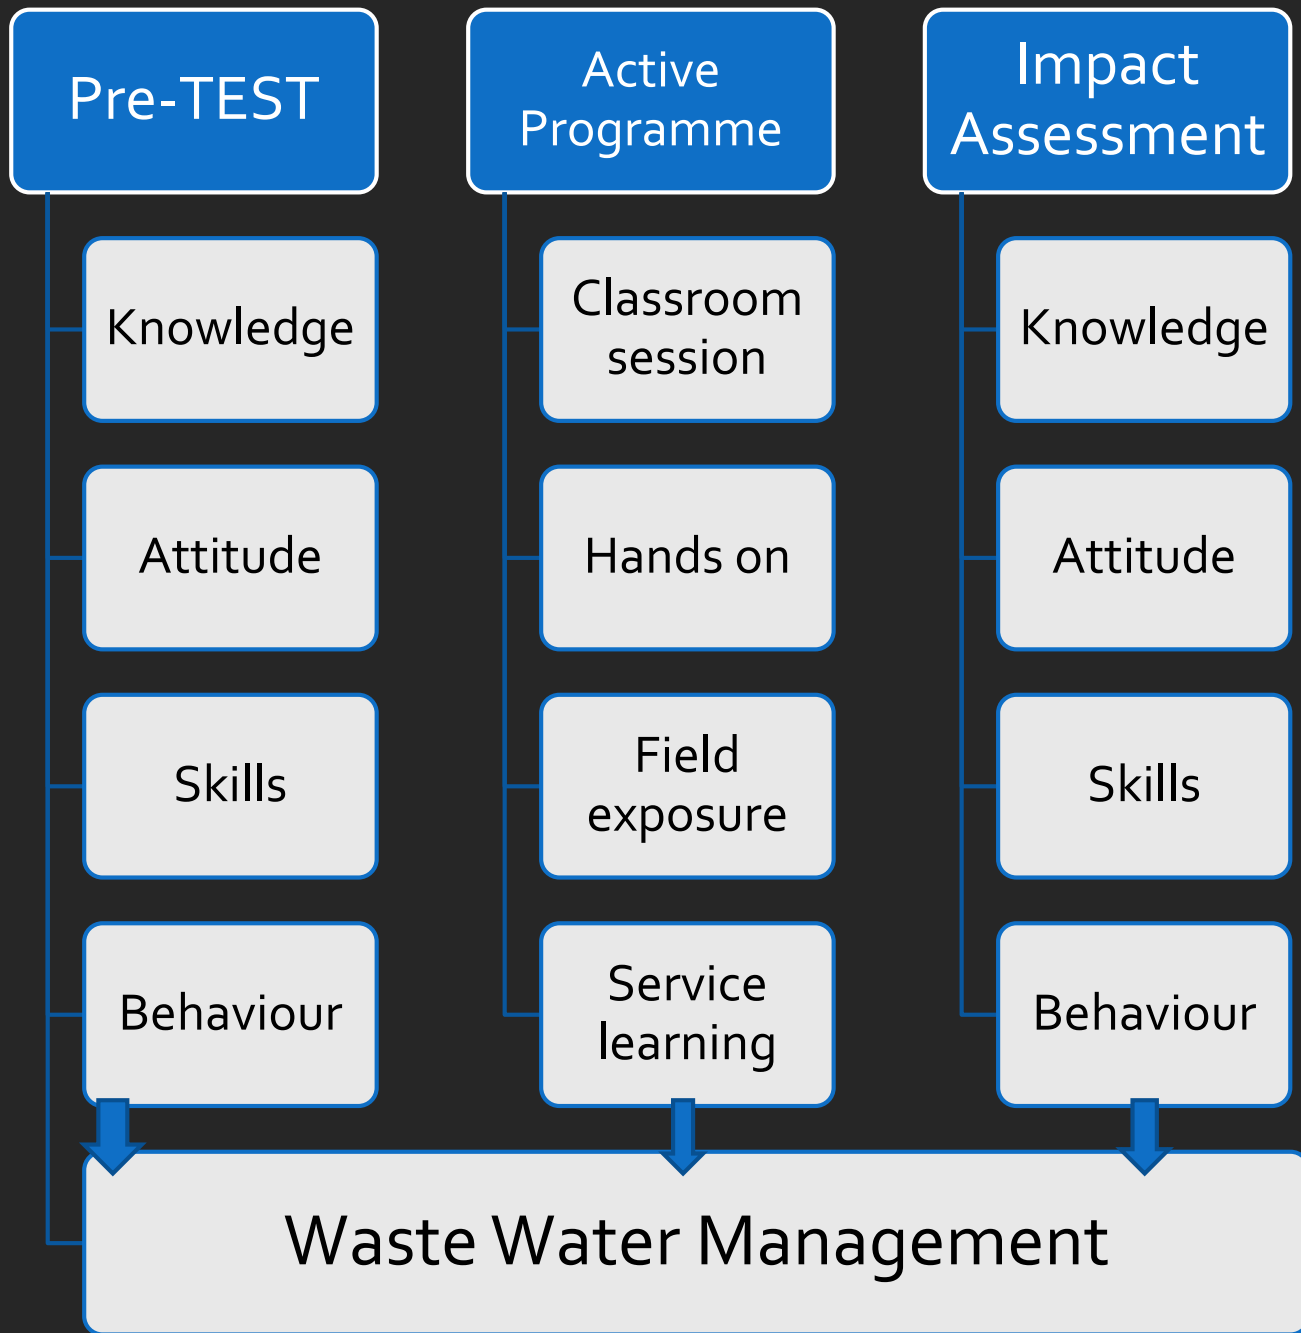 Pre-TEST
Knowledge
Attitude
Skills
Behaviour
Active
Programme
Classroom
session
Hands on
Field
exposure
Service
learning
Impact
Assessment
Knowledge
Attitude
Skills
Behaviour
Waste Water Management